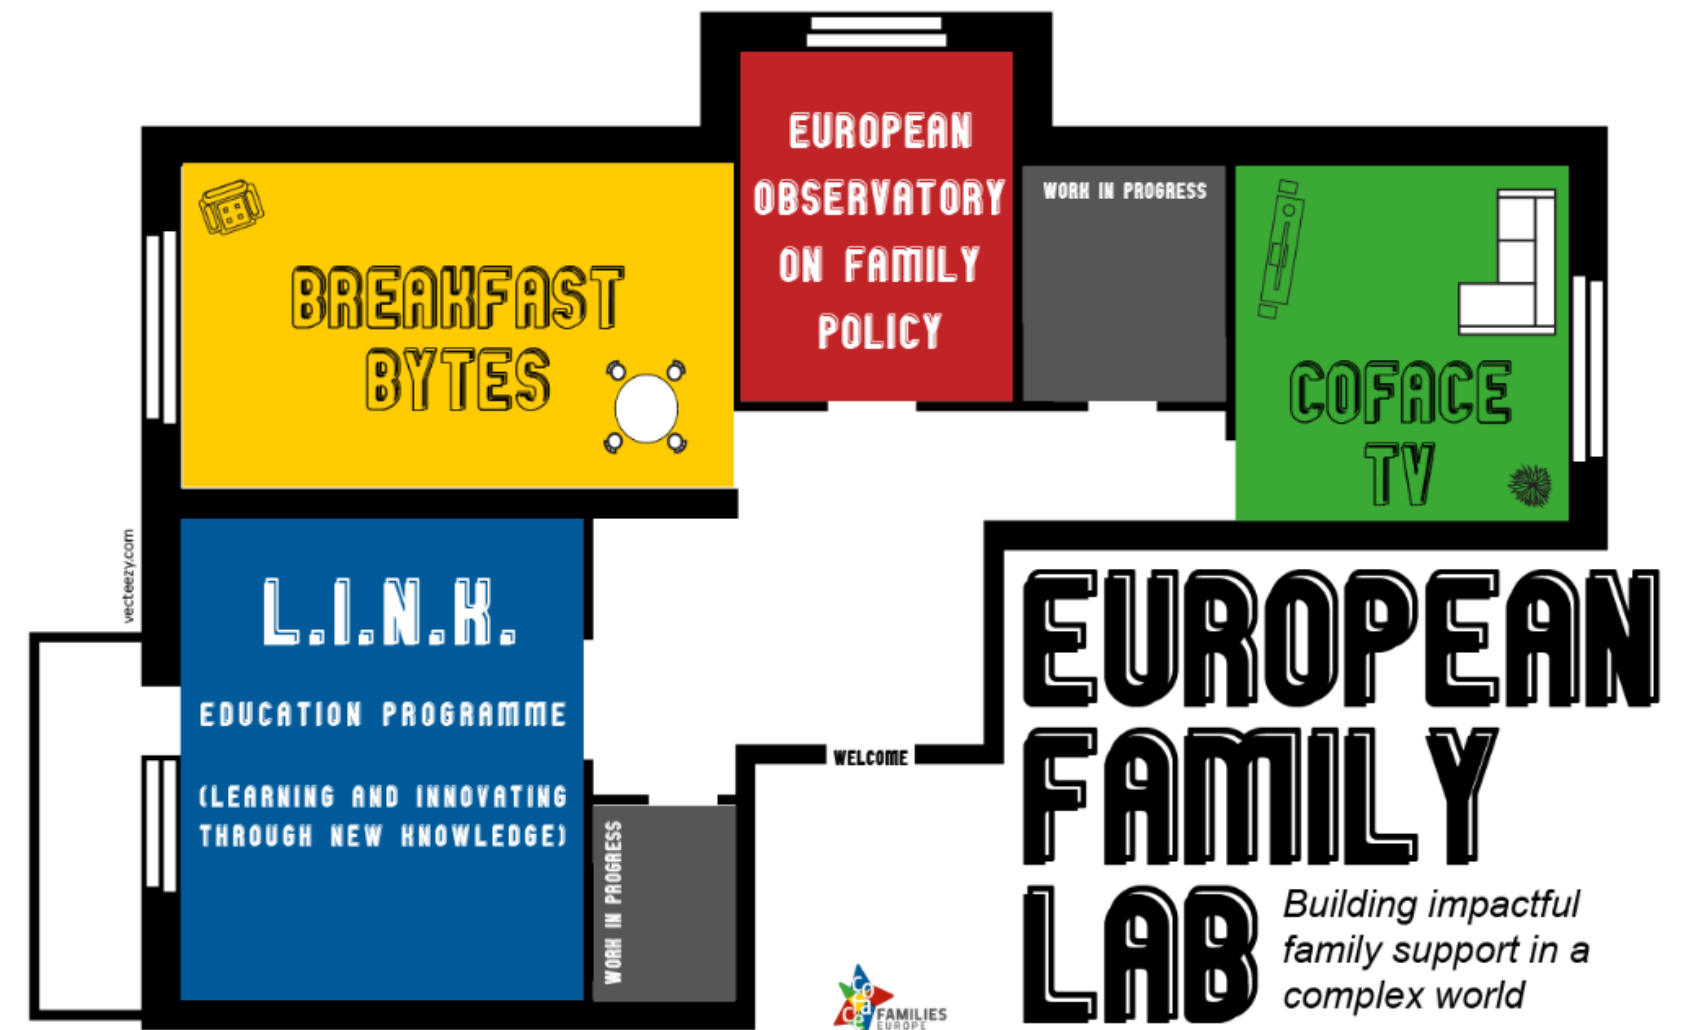 EUROPEAN
OBSERVATORY
ON FAMILY
POLICY
WORK IN PROGRESS
BREAKFAST
BYTES
COFACE
TV
vecteezy.com
L.I.N.K.
EDUCATION PROGRAMME
(LEARNING AND INNOVATING
THROUGH NEW KNOWLEDGE)
WELCOME
WORK IN PROGRESS
EUROPEAN
FAMILY
LAB
Building impactful
family support in a
complex world
COFACE
FAMILIES
EUROPE